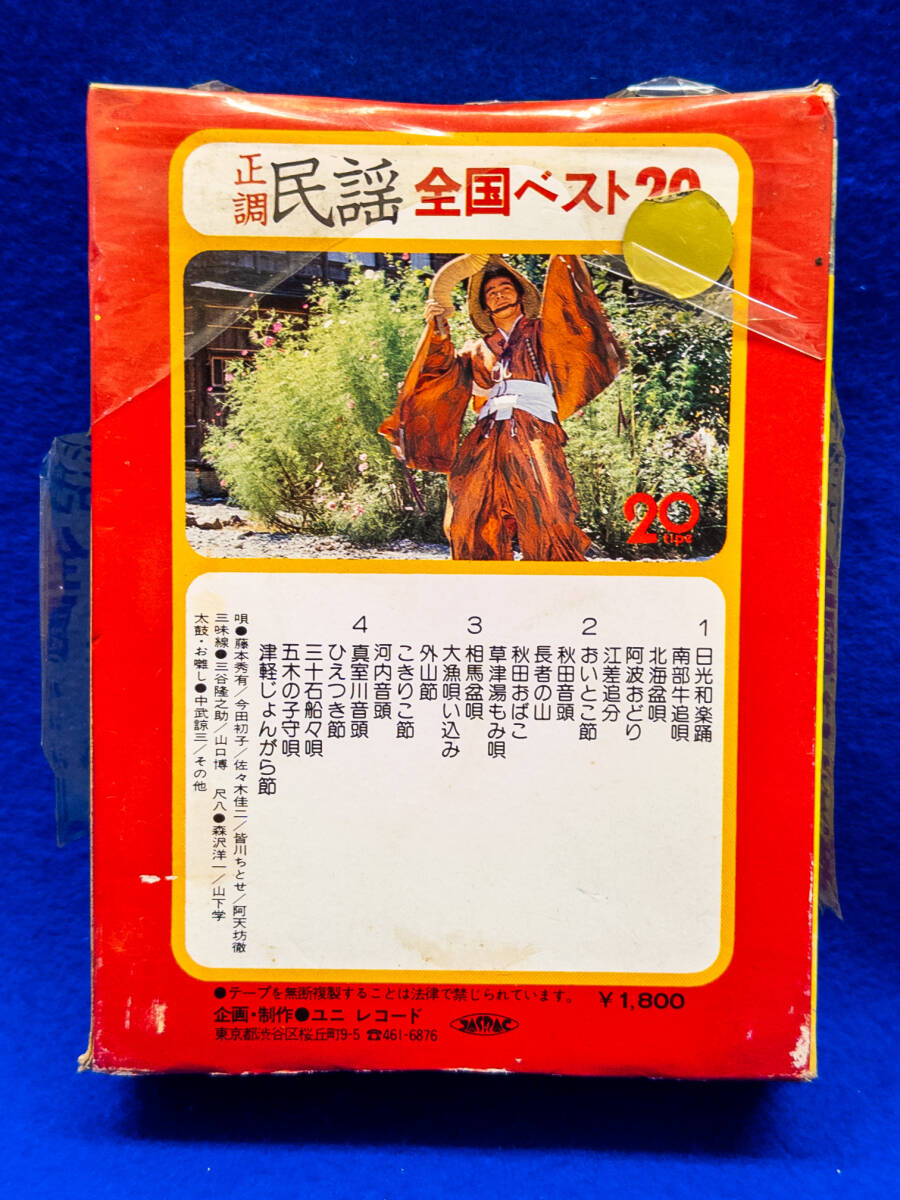 正調
民謡
全国ベスト20
20
tipe
1 日光和楽踊
南部牛追唄
北海盆唄
阿波おどり
江差追分
2 おいとこ節
秋田音頭
長者の山
秋田おばこ
草津湯もみ唄
3 相馬盆唄
大漁唄い込み
外山節
こきりこ節
河内音頭
4 真室川音頭
ひえつき節
三十石船々唄
五木の子守唄
津軽じょんがら節
唄●藤本秀有/今田初子/佐々木佳二/皆川ちとせ/阿天坊徹
三味線●三谷隆之助/山口博 尺八●森沢洋一/山下学
太鼓・お囃し●中武諒三/その他
●テープを無断複製することは法律で禁じられています。 ¥1,800
企画・制作●ユニ レコード
東京都渋谷区桜丘町9-5 ☎461-6876
JASRAC